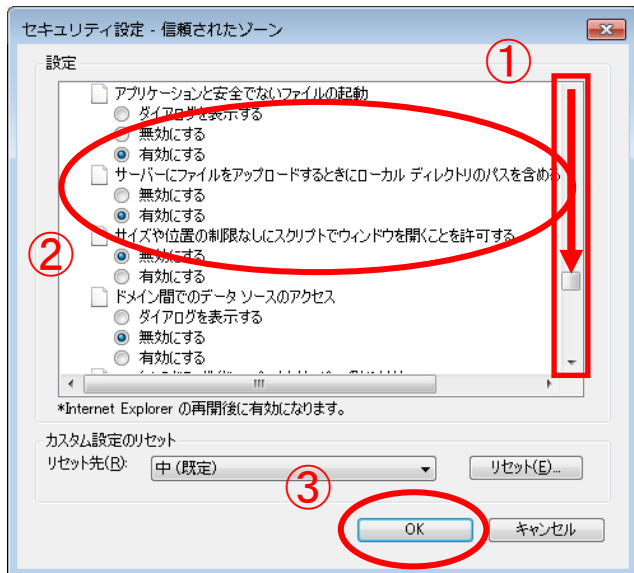 セキュリティ設定 - 信頼されたゾーン
設定
①
アプリケーションと安全でないファイルの起動
ダイアログを表示する
無効にする
有効にする
サーバーにファイルをアップロードするときにローカル ディレクトリのパスを含める
無効にする
有効にする
サイズや位置の制限なしにスクリプトでウィンドウを開くことを許可する
②
無効にする
有効にする
ドメイン間でのデータ ソースのアクセス
ダイアログを表示する
無効にする
有効にする
*Internet Explorer の再開後に有効になります。
カスタム設定のリセット
リセット先(R):
中 (既定)
リセット(E)...
③
OK
キャンセル